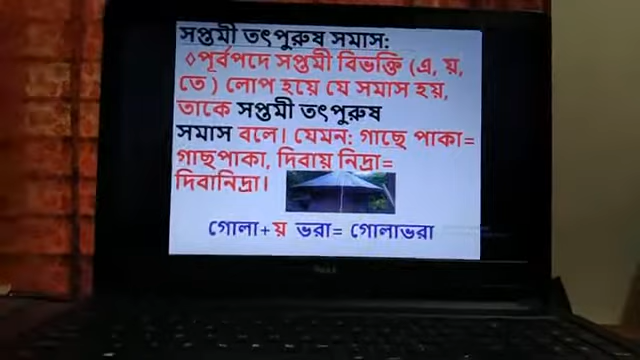 সপ্তমী তৎপুরুষ সমাস:
◊পূর্বপদে সপ্তমী বিভক্তি (এ, য়,
তে ) লোপ হয়ে যে সমাস হয়,
তাকে সপ্তমী তৎপুরুষ
সমাস বলে। যেমন: গাছে পাকা=
গাছপাকা, দিবায় নিদ্রা=
দিবানিদ্রা।
গোলা+য় ভরা= গোলাভরা